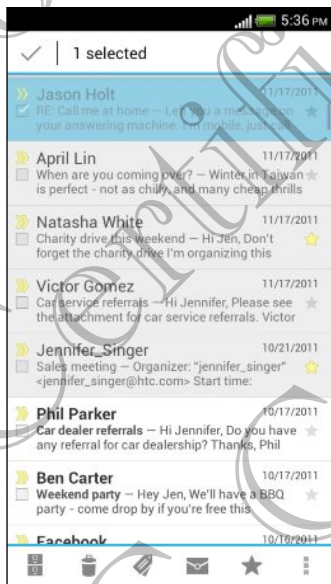 5:36 PM
1 selected
Jason Holt
11/17/2011
RE: Call me at home — Left you a message on
your answering machine. I'm mobile, just call
April Lin
11/17/2011
When are you coming over? — Winter in Taiwan
is perfect - not as chilly, and many cheap thrills
Natasha White
11/17/2011
Charity drive this weekend — Hi Jen, Don't
forget the charity drive I'm organizing this
Victor Gomez
11/17/2011
Car service referrals — Hi Jennifer, Please see
the attachment for car service referrals. Victor
Jennifer_Singer
10/21/2011
Sales meeting — Organizer: "jennifer_singer"
<jennifer_singer@htc.com> Start time:
Phil Parker
10/17/2011
Car dealer referrals — Hi Jennifer, Do you have
any referral for car dealership? Thanks, Phil
Ben Carter
10/17/2011
Weekend party — Hey Jen, We'll have a BBQ
party - come drop by if you're free this
Facebook
10/16/2011